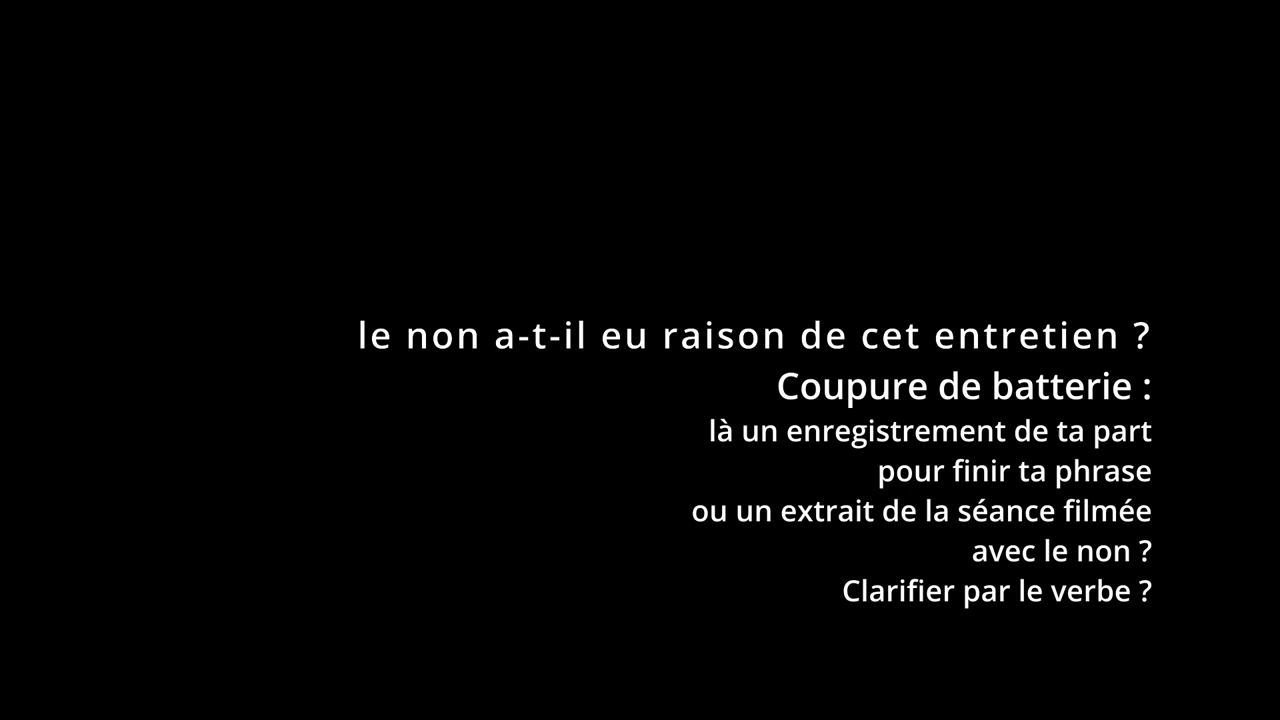 le non a-t-il eu raison de cet entretien ?
Coupure de batterie :
là un enregistrement de ta part
pour finir ta phrase
ou un extrait de la séance filmée
avec le non ?
Clarifier par le verbe ?